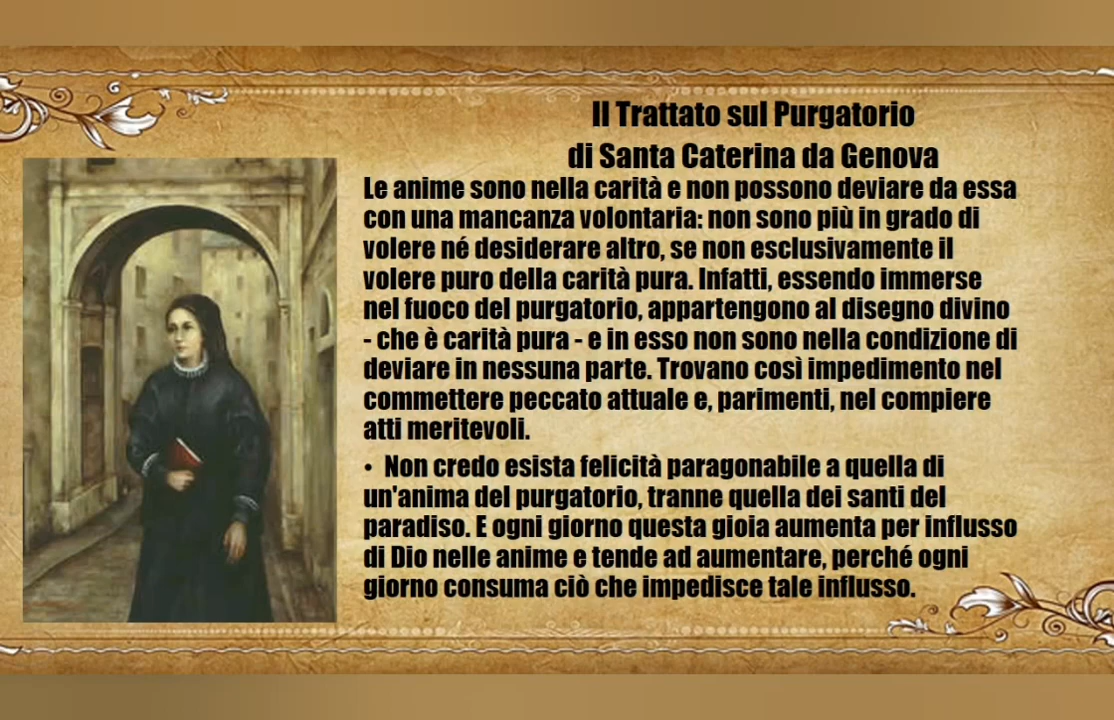 Il Trattato sul Purgatorio
di Santa Caterina da Genova
Le anime sono nella carità e non possono deviare da essa
con una mancanza volontaria: non sono più in grado di
volere né desiderare altro, se non esclusivamente il
volere puro della carità pura. Infatti, essendo immerse
nel fuoco del purgatorio, appartengono al disegno divino
- che è carità pura - e in esso non sono nella condizione di
deviare in nessuna parte. Trovano così impedimento nel
commettere peccato attuale e, parimenti, nel compiere
atti meritevoli.
• Non credo esista felicità paragonabile a quella di
un'anima del purgatorio, tranne quella dei santi del
paradiso. E ogni giorno questa gioia aumenta per influsso
di Dio nelle anime e tende ad aumentare, perché ogni
giorno consuma ciò che impedisce tale influsso.